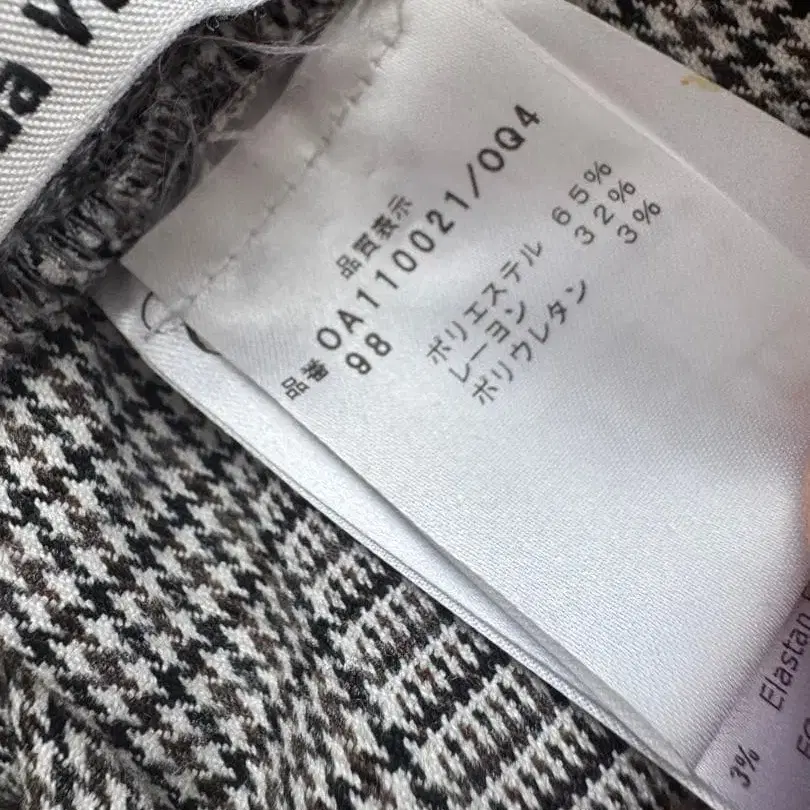 品質表示
品番 OA110021/OQ4
98
ポリエステル 65%
レーヨン 32%
ポリウレタン 3%
3% Elastan